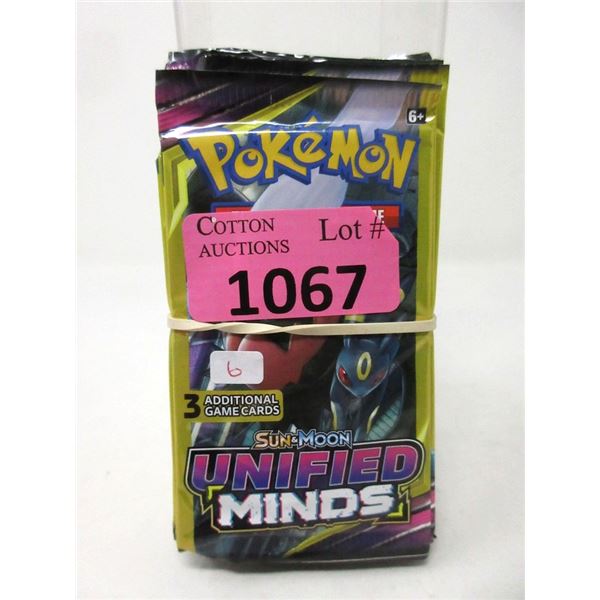 6+
POKéMON
COTTON
AUCTIONS
Lot #
1067
6
3 ADDITIONAL
GAME CARDS
SUN & MOON
UNIFIED
MINDS